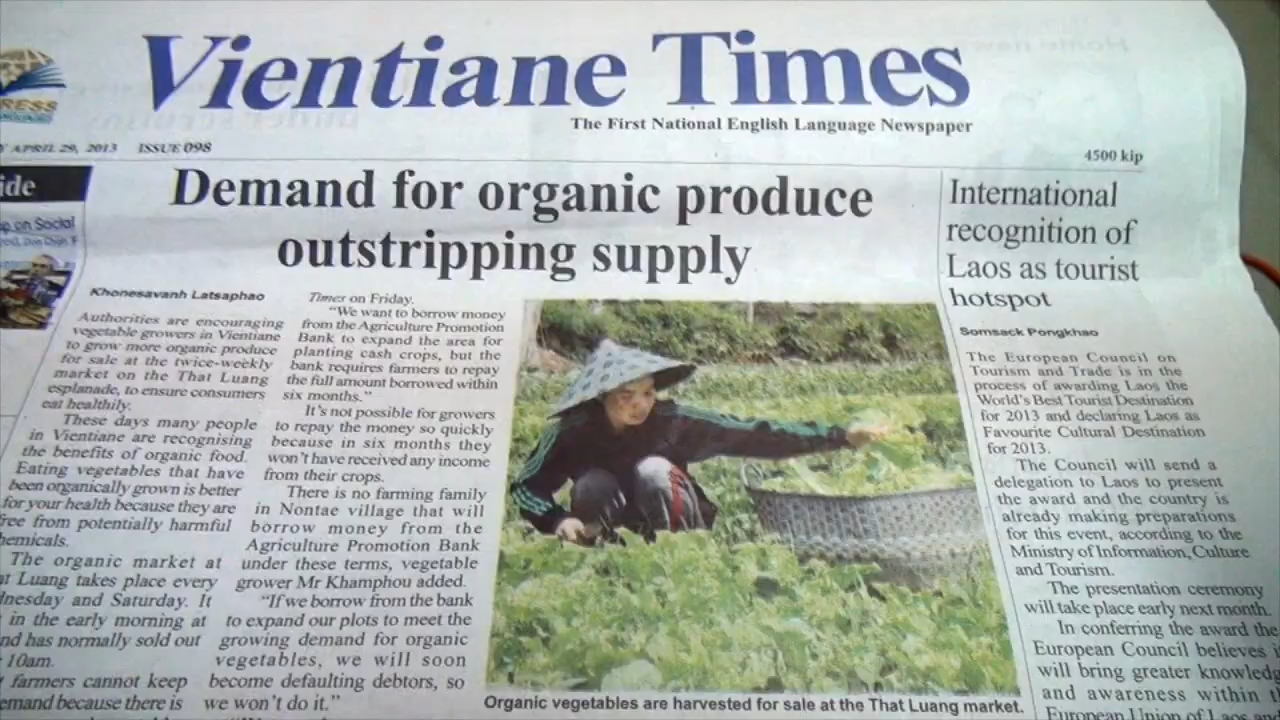 Vientiane Times
The First National English Language Newspaper
APRIL 29, 2013 ISSUE 098
4500 kip
RESS
ide
on Social
Demand for organic produce
outstripping supply
Khonesavanh Latsaphao
Authorities are encouraging
vegetable growers in Vientiane
to grow more organic produce
for sale at the twice-weekly
market on the That Luang
esplanade, to ensure consumers
eat healthily.
These days many people
in Vientiane are recognising
the benefits of organic food.
Eating vegetables that have
been organically grown is better
for your health because they are
free from potentially harmful
hemicals.
The organic market at
at Luang takes place every
nesday and Saturday. It
in the early morning at
nd has normally sold out
10am.
farmers cannot keep
emand because there is
Times on Friday.
"We want to borrow money
from the Agriculture Promotion
Bank to expand the area for
planting cash crops, but the
bank requires farmers to repay
the full amount borrowed within
six months."
It's not possible for growers
to repay the money so quickly
because in six months they
won't have received any income
from their crops.
There is no farming family
in Nontae village that will
borrow money from the
Agriculture Promotion Bank
under these terms, vegetable
grower Mr Khamphou added.
"If we borrow from the bank
to expand our plots to meet the
growing demand for organic
vegetables, we will soon
become defaulting debtors, so
we won't do it."
Organic vegetables are harvested for sale at the That Luang market.
International
recognition of
Laos as tourist
hotspot
Somsack Pongkhao
The European Council on
Tourism and Trade is in the
process of awarding Laos the
World's Best Tourist Destination
for 2013 and declaring Laos as
Favourite Cultural Destination
for 2013.
The Council will send a
delegation to Laos to present
the award and the country is
already making preparations
for this event, according to the
Ministry of Information, Culture
and Tourism.
The presentation ceremony
will take place early next month.
In conferring the award the
European Council believes i
will bring greater knowledg
and awareness within t
European Union of Laos and